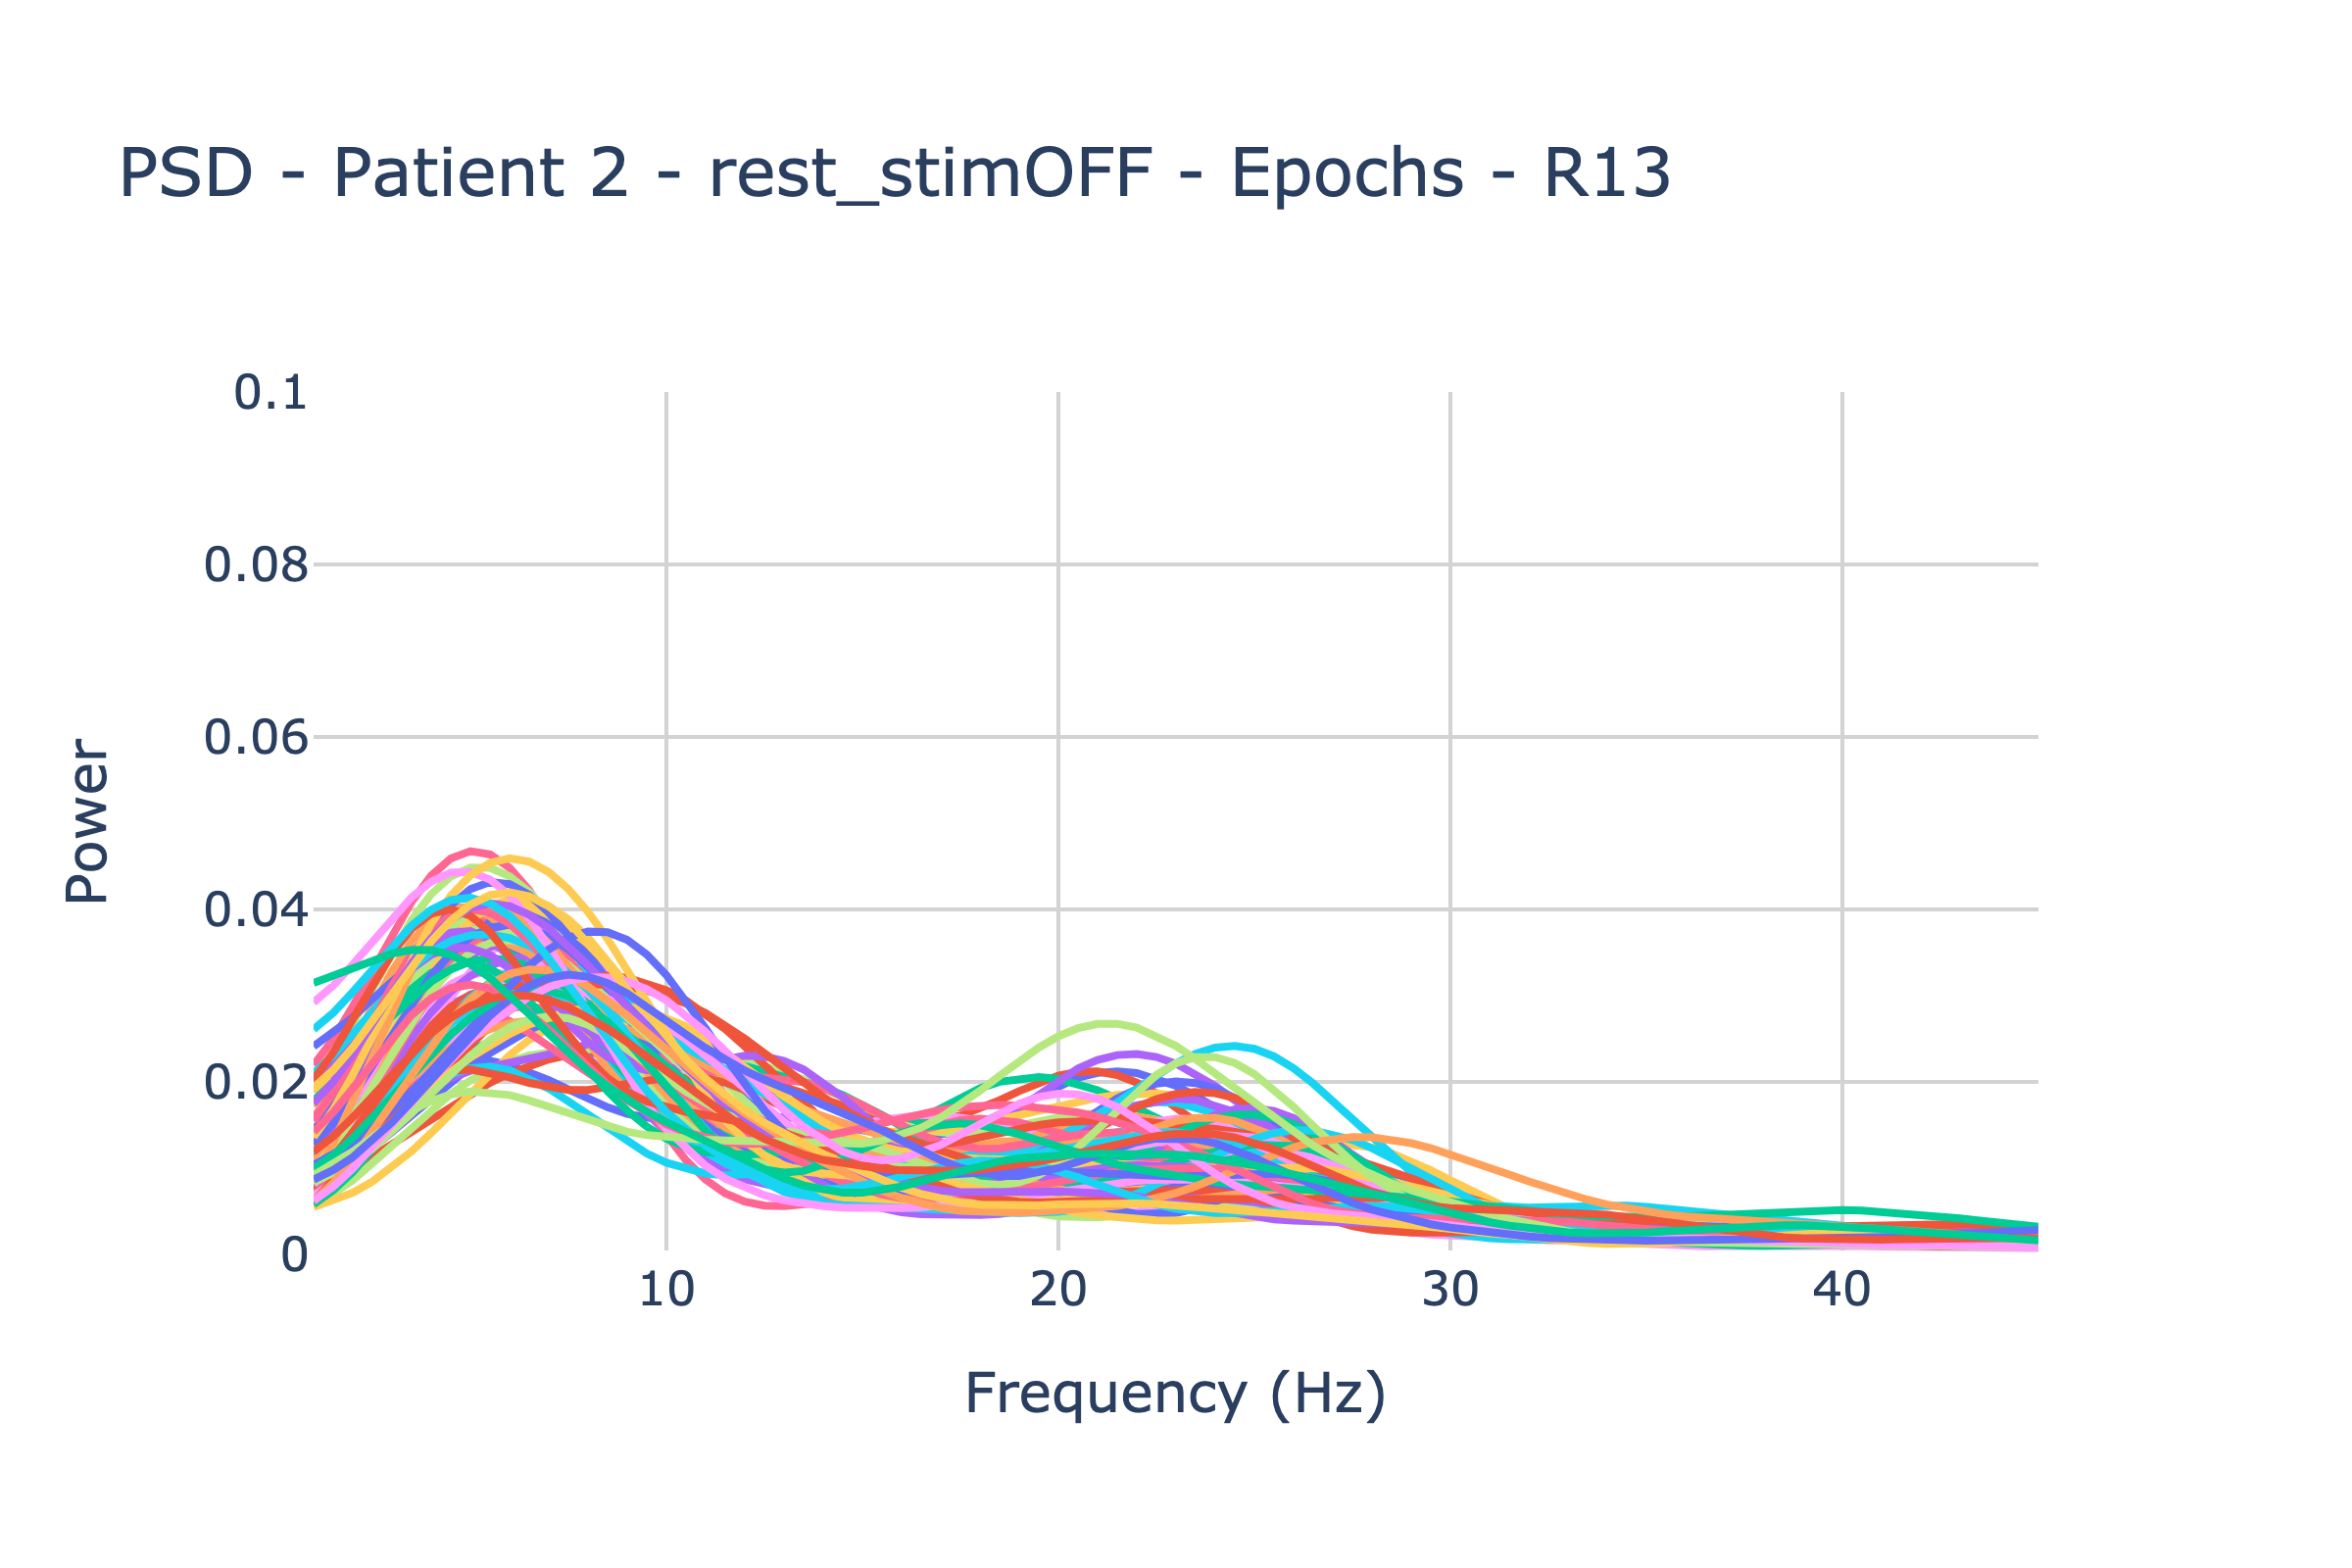 PSD - Patient 2 - rest_stimOFF - Epochs - R13
0.1
0.08
0.06
0.04
0.02
0
Power
10 20 30 40
Frequency (Hz)